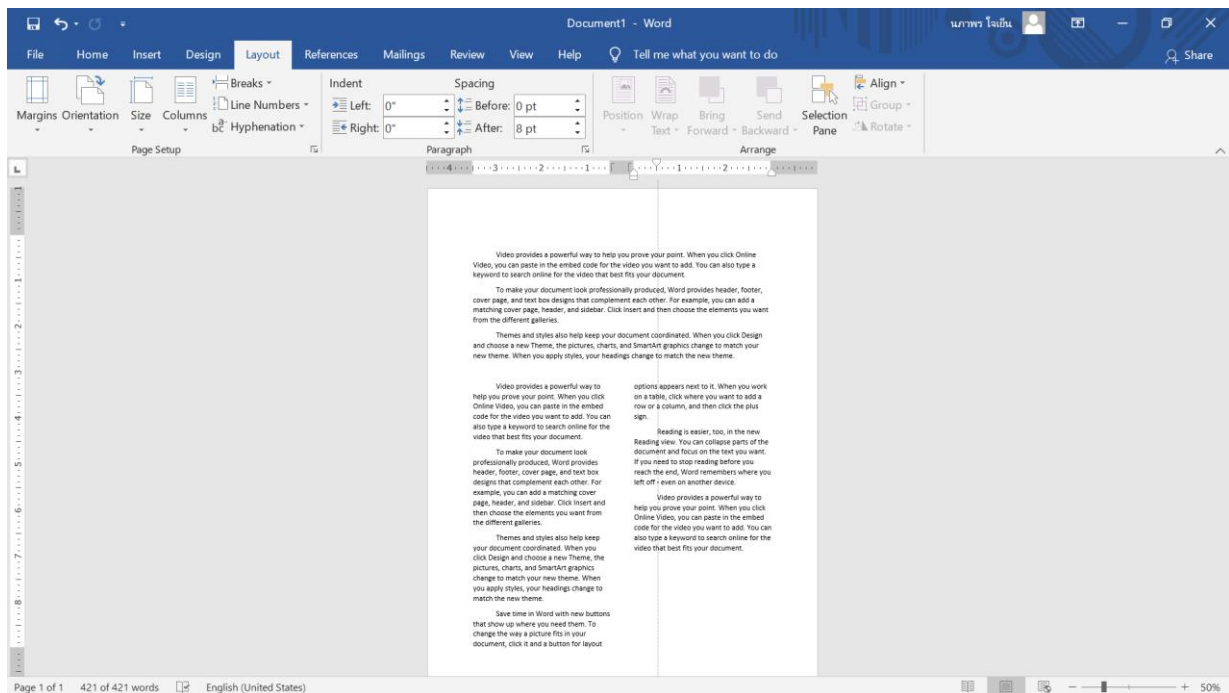 Document1 - Word
นภาพร ใจเย็น
File Home Insert Design Layout References Mailings Review View Help Tell me what you want to do Share
Margins Orientation Size Columns
Breaks
Line Numbers
Hyphenation
Page Setup
Indent
Left: 0"
Right: 0"
Spacing
Before: 0 pt
After: 8 pt
Paragraph
Position Wrap Text Bring Forward Send Backward Selection Pane
Align
Group
Rotate
Arrange
4 3 2 1 1 2
1
1
2
3
4
5
6
7
8
1
Video provides a powerful way to help you prove your point. When you click Online
Video, you can paste in the embed code for the video you want to add. You can also type a
keyword to search online for the video that best fits your document.
To make your document look professionally produced, Word provides header, footer,
cover page, and text box designs that complement each other. For example, you can add a
matching cover page, header, and sidebar. Click Insert and then choose the elements you want
from the different galleries.
Themes and styles also help keep your document coordinated. When you click Design
and choose a new Theme, the pictures, charts, and SmartArt graphics change to match your
new theme. When you apply styles, your headings change to match the new theme.
Video provides a powerful way to
help you prove your point. When you click
Online Video, you can paste in the embed
code for the video you want to add. You can
also type a keyword to search online for the
video that best fits your document.
To make your document look
professionally produced, Word provides
header, footer, cover page, and text box
designs that complement each other. For
example, you can add a matching cover
page, header, and sidebar. Click Insert and
then choose the elements you want from
the different galleries.
Themes and styles also help keep
your document coordinated. When you
click Design and choose a new Theme, the
pictures, charts, and SmartArt graphics
change to match your new theme. When
you apply styles, your headings change to
match the new theme.
Save time in Word with new buttons
that show up where you need them. To
change the way a picture fits in your
document, click it and a button for layout
options appears next to it. When you work
on a table, click where you want to add a
row or a column, and then click the plus
sign.
Reading is easier, too, in the new
Reading view. You can collapse parts of the
document and focus on the text you want.
If you need to stop reading before you
reach the end, Word remembers where you
left off - even on another device.
Video provides a powerful way to
help you prove your point. When you click
Online Video, you can paste in the embed
code for the video you want to add. You can
also type a keyword to search online for the
video that best fits your document.
Page 1 of 1 421 of 421 words English (United States) 50%